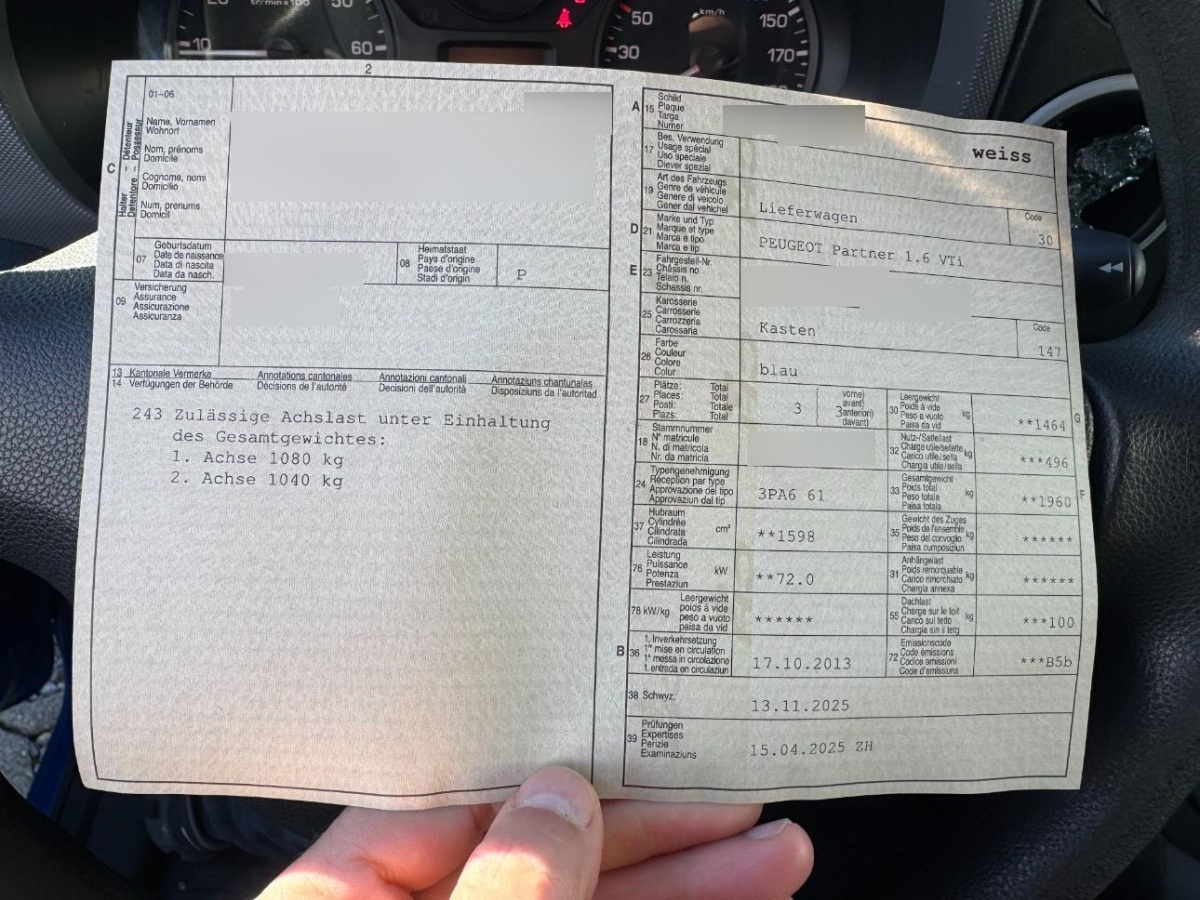 20
tr/min x100
50
10
60
50
km/h
150
30
170
2
01-06
C
Halter
Détenteur
Detentore
Possessur
Name, Vornamen
Wohnort
Nom, prénoms
Domicile
Cognome, nomi
Domicilio
Num, prenums
Domicil
07
Geburtsdatum
Date de naissance
Data di nascita
Data da nasch.
08
Heimatstaat
Pays d'origine
Paese d'origine
Stadi d'origin
P
09
Versicherung
Assurance
Assicurazione
Assicuranza
13 Kantonale Vermerke Annotations cantonales Annotazioni cantonali Annotaziuns chantunalas
14 Verfügungen der Behörde Décisions de l'autorité Decisioni dell'autorità Disposiziuns da l'autoritad
243 Zulässige Achslast unter Einhaltung
des Gesamtgewichtes:
1. Achse 1080 kg
2. Achse 1040 kg
A
15
Schild
Plaque
Targa
Numer
weiss
17
Bes. Verwendung
Usage spécial
Uso speciale
Diever spezial
19
Art des Fahrzeugs
Genre de véhicule
Genere di veicolo
Gener dal vehichel
Lieferwagen
Code
30
D
21
Marke und Typ
Marque et type
Marca e tipo
Marca e tip
PEUGEOT Partner 1.6 VTi
E
23
Fahrgestell-Nr.
Châssis no
Telaio n.
Schassis nr.
25
Karosserie
Carrosserie
Carrozzeria
Carossaria
Kasten
Code
147
26
Farbe
Couleur
Colore
Colur
blau
27
Plätze: Total
Places: Total
Posti: Totale
Plazs: Total
3
vorne)
avant)
3anteriori)
davant)
30
Leergewicht
Poids à vide
Peso a vuoto
Paisa da vid
kg
**1464
G
18
Stammnummer
N° matricule
N. di matricola
Nr. da matricla
32
Nutz-/Sattellast
Charge utile/sellette
Carico utile/sella
Chargia utila/sella
kg
***496
24
Typengenehmigung
Réception par type
Approvazione del tipo
Approvaziun dal tip
3PA6 61
33
Gesamtgewicht
Poids total
Peso totale
Paisa totala
kg
**1960
F
37
Hubraum
Cylindrée
Cilindrata
Cilindrada
cm³
**1598
35
Gewicht des Zuges
Poids de l'ensemble
Peso del convoglio
Paisa cumposiziun
kg
******
76
Leistung
Puissance
Potenza
Prestaziun
kW
**72.0
31
Anhängelast
Poids remorquable
Carico rimorchiato
Chargia annexa
kg
******
78 kW/kg
Leergewicht
poids à vide
peso a vuoto
paisa da vid
******
55
Dachlast
Charge sur le toit
Carico sul tetto
Chargia sin il tetg
kg
***100
B
36
1. Inverkehrsetzung
1re mise en circulation
1a messa in circolazione
1. entrada en circulaziun
17.10.2013
72
Emissionscode
Code émissions
Codice emissioni
Code d'emissiuns
***B5b
38 Schwyz,
13.11.2025
39
Prüfungen
Expertises
Perizie
Examinaziuns
15.04.2025 ZH